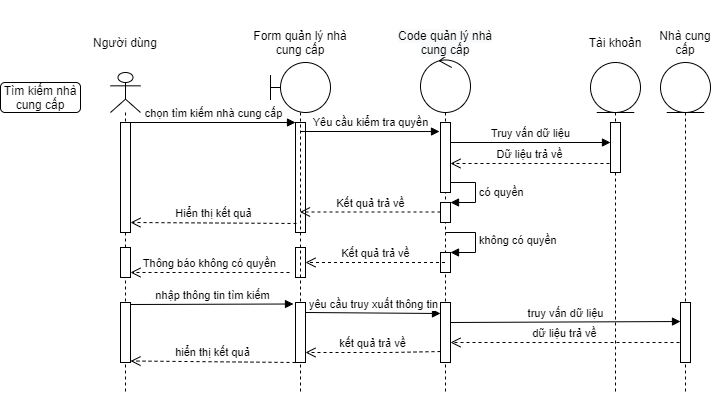 Người dùng
Form quản lý nhà
cung cấp
Code quản lý nhà
cung cấp
Tài khoản
Nhà cung
cấp
Tìm kiếm nhà
cung cấp
chọn tìm kiếm nhà cung cấp
Yêu cầu kiểm tra quyền
Truy vấn dữ liệu
Dữ liệu trả về
có quyền
Kết quả trả về
Hiển thị kết quả
không có quyền
Kết quả trả về
Thông báo không có quyền
nhập thông tin tìm kiếm
yêu cầu truy xuất thông tin
truy vấn dữ liệu
dữ liệu trả về
kết quả trả về
hiển thị kết quả